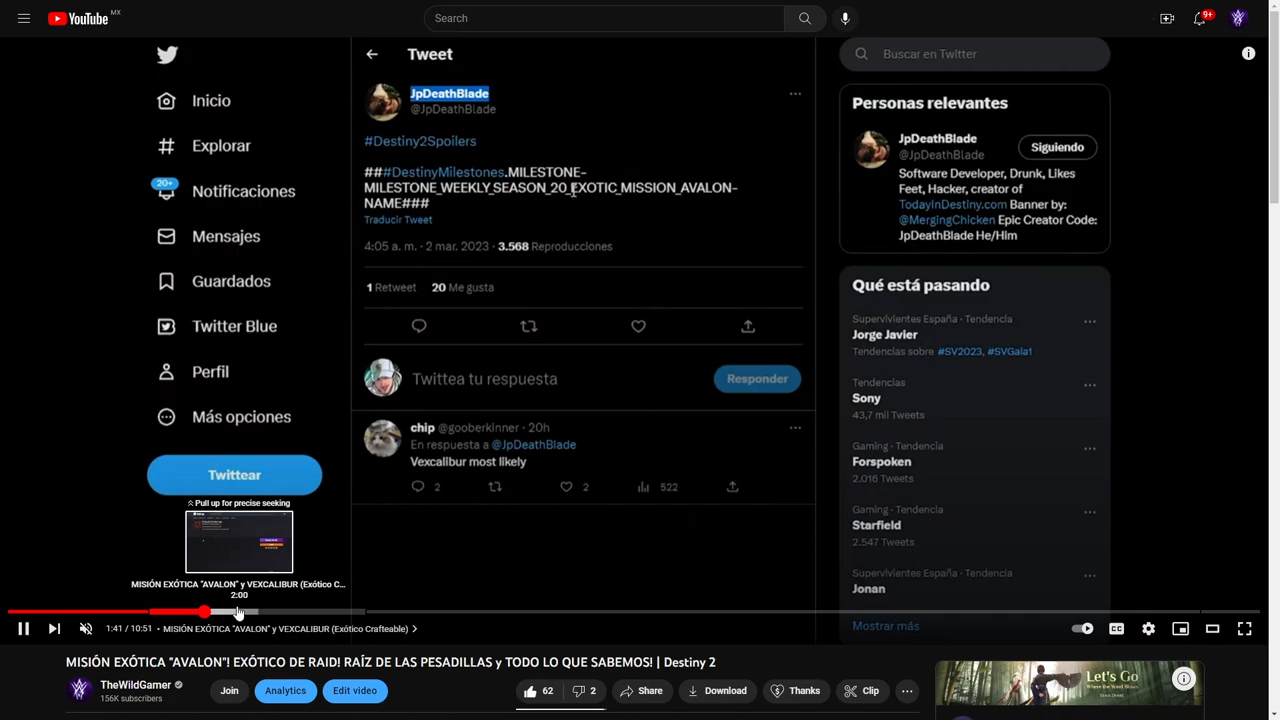 YouTube MX
Search
9+
Tweet
Buscar en Twitter
Inicio
Explorar
20+
Notificaciones
Mensajes
Guardados
Twitter Blue
Perfil
Más opciones
Twittear
JpDeathBlade
@JpDeathBlade
#Destiny2Spoilers
###DestinyMilestones.MILESTONE-
MILESTONE_WEEKLY_SEASON_20_EXOTIC_MISSION_AVALON-
NAME###
Traducir Tweet
4:05 a. m. · 2 mar. 2023 · 3.568 Reproducciones
1 Retweet 20 Me gusta
Twittea tu respuesta
Responder
chip @gooberkinner · 20h
En respuesta a @JpDeathBlade
Vexcalibur most likely
2 2 522
Personas relevantes
JpDeathBlade
@JpDeathBlade
Siguiendo
Software Developer, Drunk, Likes
Feet, Hacker, creator of
TodayInDestiny.com Banner by:
@MergingChicken Epic Creator Code:
JpDeathBlade He/Him
Qué está pasando
Supervivientes España · Tendencia
Jorge Javier
Tendencias sobre #SV2023, #SVGala1
Tendencias
Sony
43,7 mil Tweets
Gaming · Tendencia
Forspoken
2.016 Tweets
Gaming · Tendencia
Starfield
2.547 Tweets
Supervivientes España · Tendencia
Jonan
Mostrar más
Pull up for precise seeking
MISIÓN EXÓTICA "AVALON" y VEXCALIBUR (Exótico C...
2:00
1:41 / 10:51 • MISIÓN EXÓTICA "AVALON" y VEXCALIBUR (Exótico Crafteable)
CC
MISIÓN EXÓTICA "AVALON"! EXÓTICO DE RAID! RAÍZ DE LAS PESADILLAS y TODO LO QUE SABEMOS! | Destiny 2
TheWildGamer
156K subscribers
Join
Analytics
Edit video
62
2
Share
Download
Thanks
Clip
Let's Go